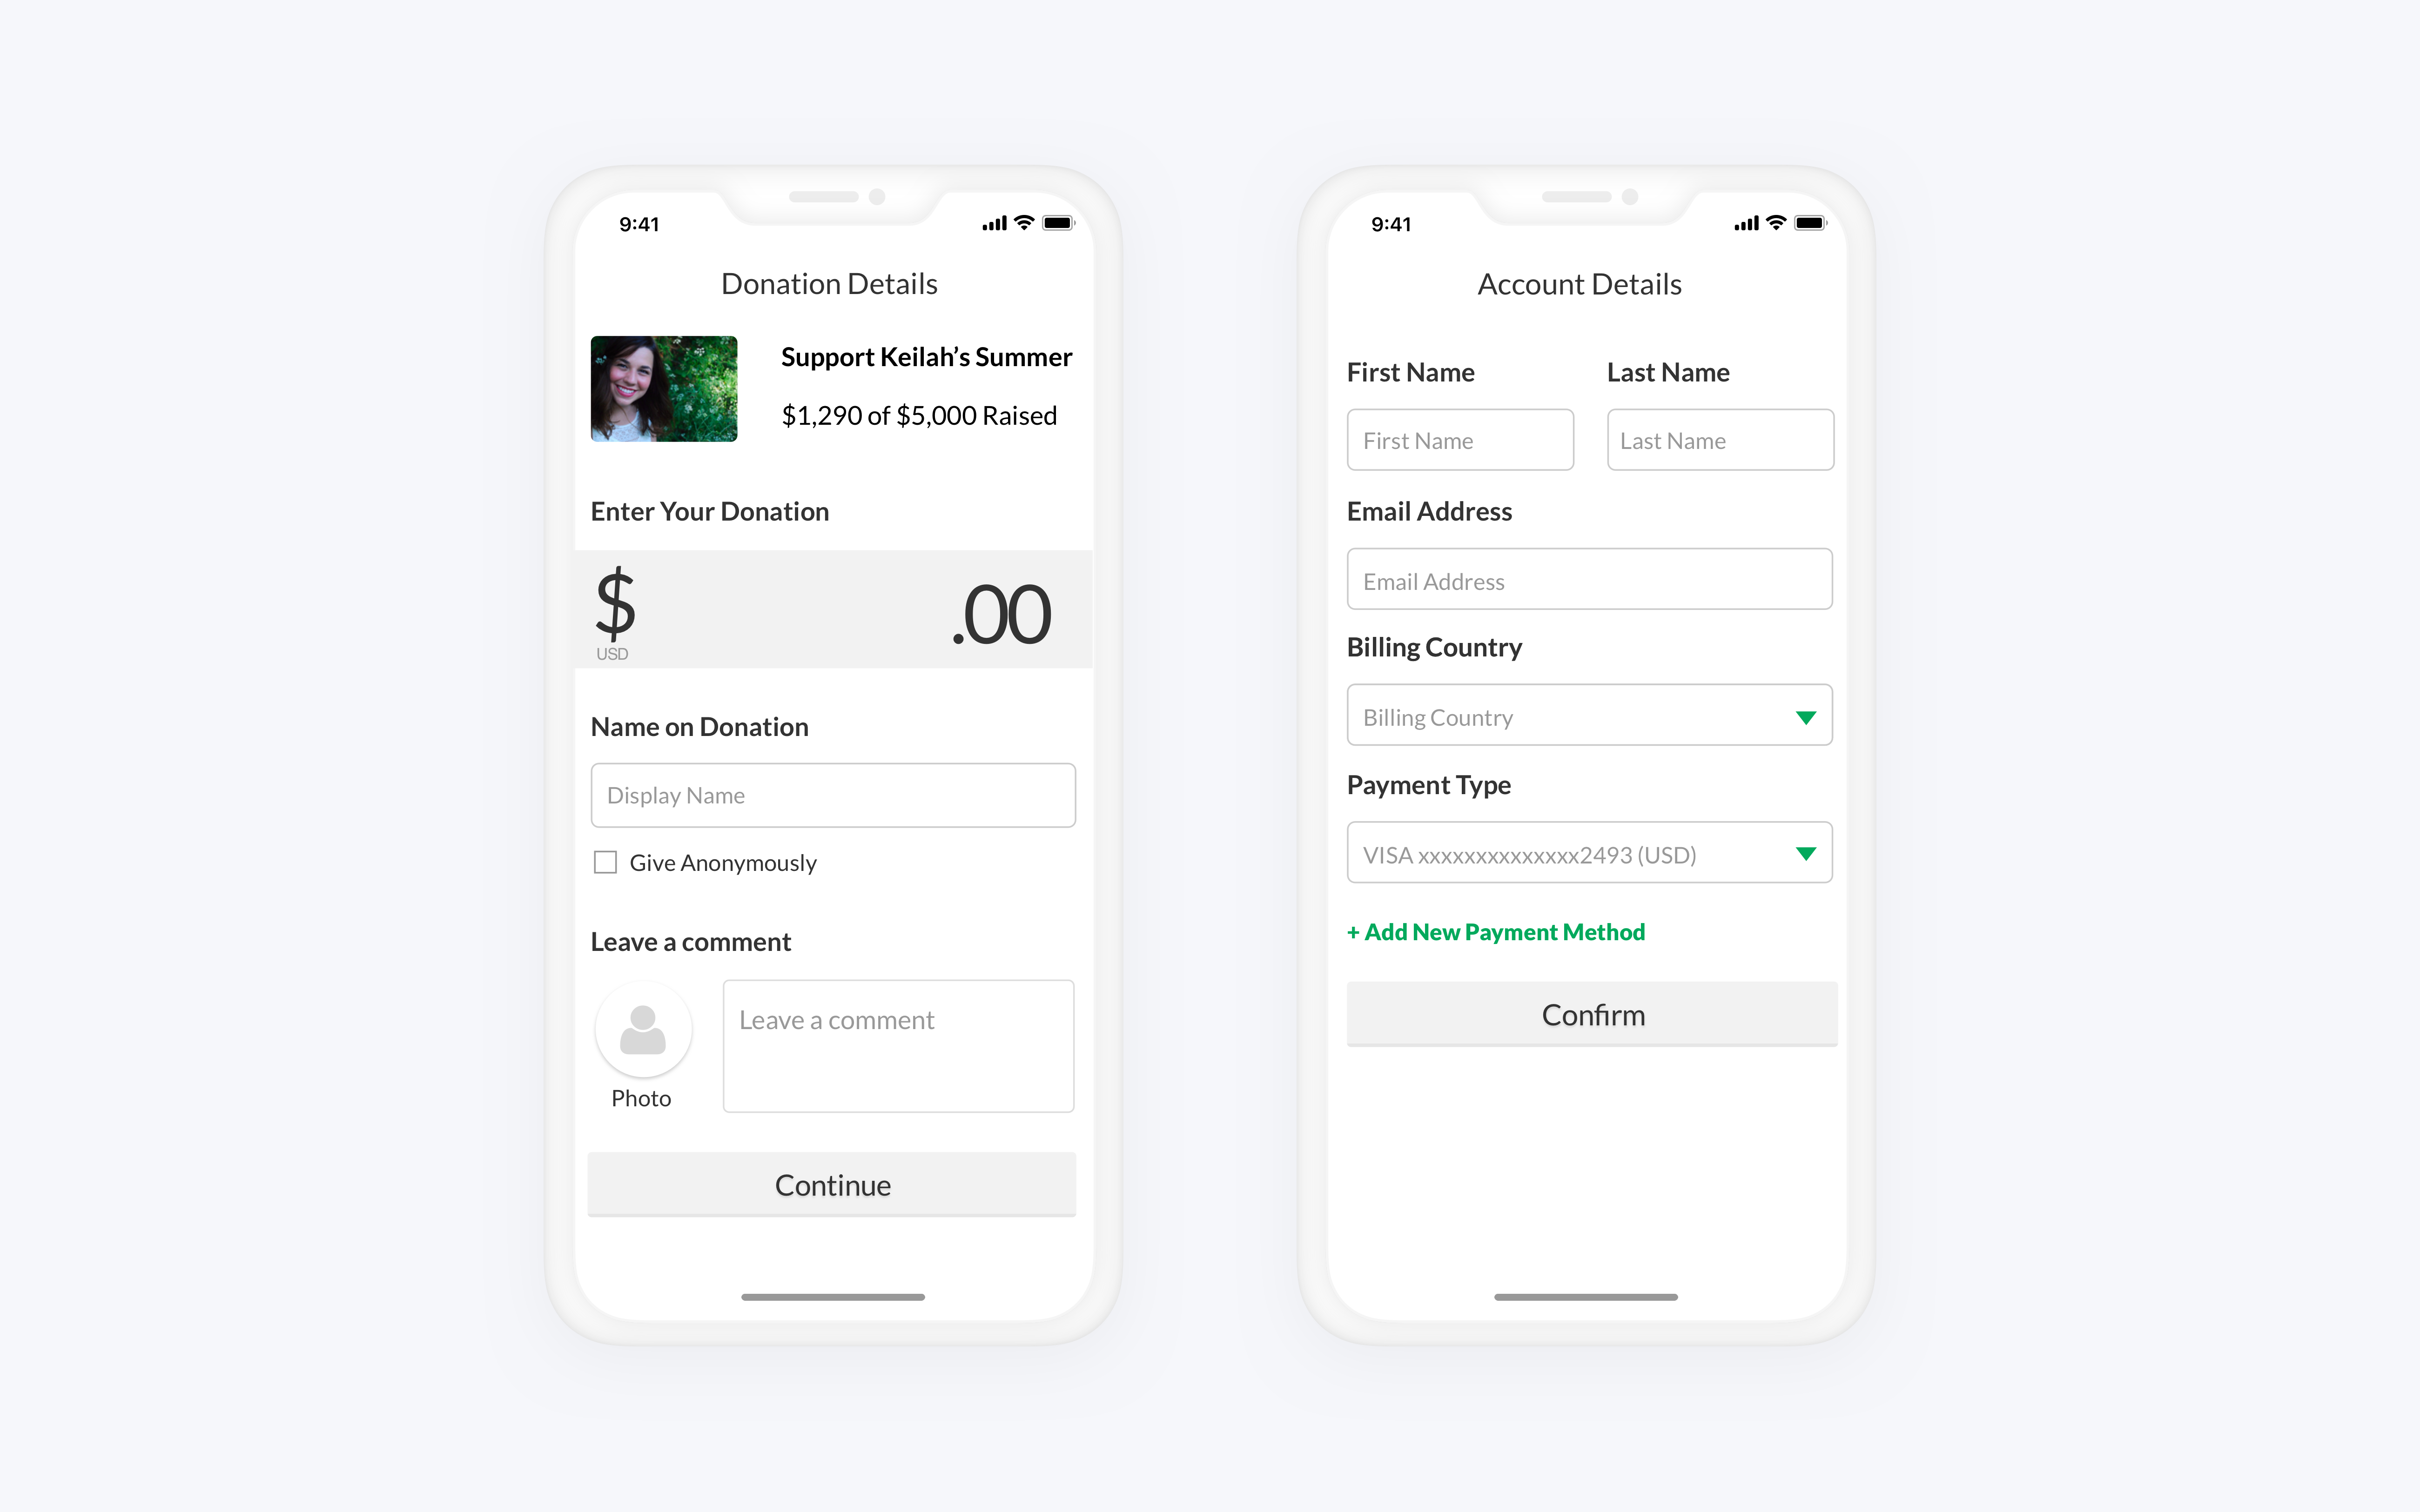 9:41
Donation Details
Support Keilah’s Summer
$1,290 of $5,000 Raised
Enter Your Donation
$ .00
USD
Name on Donation
Display Name
Give Anonymously
Leave a comment
Leave a comment
Photo
Continue
9:41
Account Details
First Name Last Name
First Name Last Name
Email Address
Email Address
Billing Country
Billing Country
Payment Type
VISA xxxxxxxxxxxxxx2493 (USD)
+ Add New Payment Method
Confirm